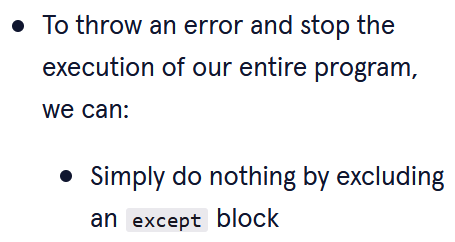 To throw an error and stop the
execution of our entire program,
we can:
Simply do nothing by excluding
an except block